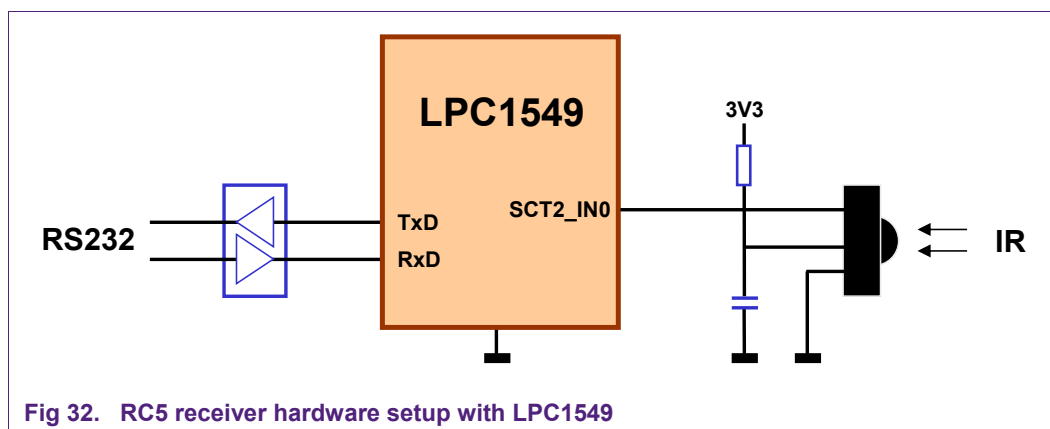 LPC1549
3V3
SCT2_IN0
TxD
RS232
RxD
IR
Fig 32. RC5 receiver hardware setup with LPC1549